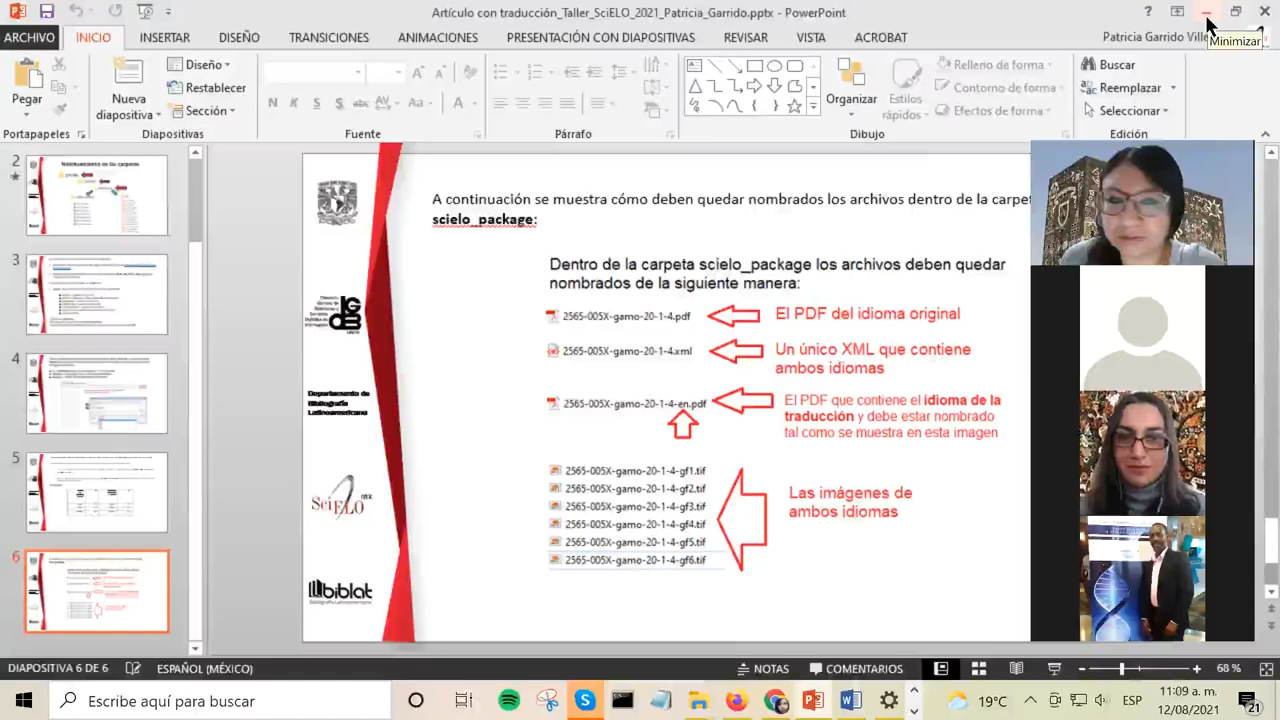 Artículo con traducción_Taller_SciELO_2021_Patricia_Garrido.pptx - PowerPoint
ARCHIVO INICIO INSERTAR DISEÑO TRANSICIONES ANIMACIONES PRESENTACIÓN CON DIAPOSITIVAS REVISAR VISTA ACROBAT
Patricia Garrido Ville
Minimizar
Pegar
Nueva
diapositiva
Diseño
Restablecer
Sección
N K S S abc AV Aa A
Organizar
Estilos
rápidos
Relleno de forma
Contorno de forma
Efectos de forma
Buscar
Reemplazar
Seleccionar
Portapapeles Diapositivas Fuente Párrafo Dibujo Edición
2
3
4
5
6
A continuación se muestra cómo deben quedar nombrados los archivos dentro de la carpet
scielo_package:
Dentro de la carpeta scielo_package los archivos deben quedar
nombrados de la siguiente manera:
2565-005X-gamo-20-1-4.pdf
El PDF del idioma original
2565-005X-gamo-20-1-4.xml
Un único XML que contiene
ambos idiomas
2565-005X-gamo-20-1-4-en.pdf
El PDF que contiene el idioma de la
traducción y debe estar nombrado
tal como se muestra en esta imagen
2565-005X-gamo-20-1-4-gf1.tif
2565-005X-gamo-20-1-4-gf2.tif
2565-005X-gamo-20-1-4-gf3.tif
2565-005X-gamo-20-1-4-gf4.tif
2565-005X-gamo-20-1-4-gf5.tif
2565-005X-gamo-20-1-4-gf6.tif
Las imágenes de
ambos idiomas
Departamento de
Bibliografía
Latinoamericana
SciELO
biblat
DIAPOSITIVA 6 DE 6 ESPAÑOL (MÉXICO) NOTAS COMENTARIOS 68 %
Escribe aquí para buscar
19°C
ESP
11:09 a. m.
12/08/2021
21